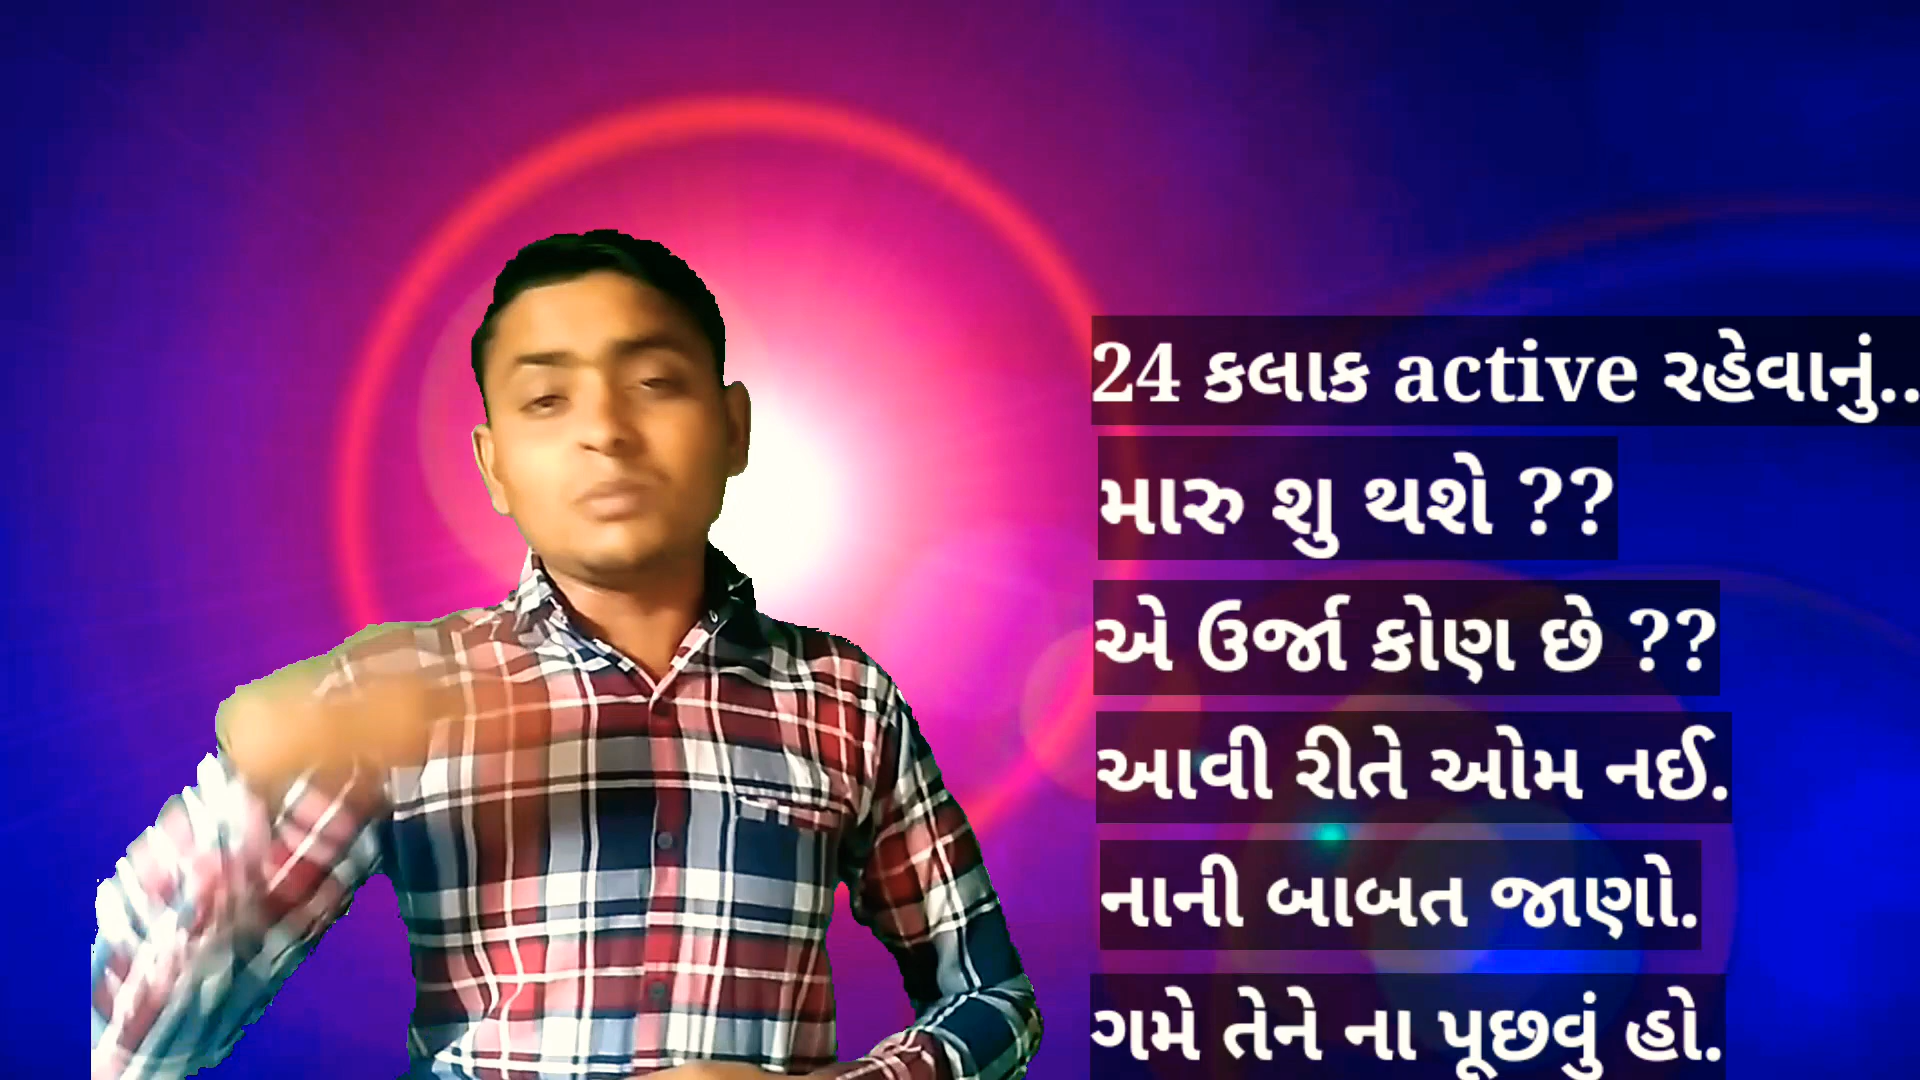 24 કલાક active રહેવાનું..
મારુ શુ થશે ??
એ ઉર્જા કોણ છે ??
આવી રીતે ઓમ નઈ.
નાની બાબત જાણો.
ગમે તેને ના પૂછવું હો.